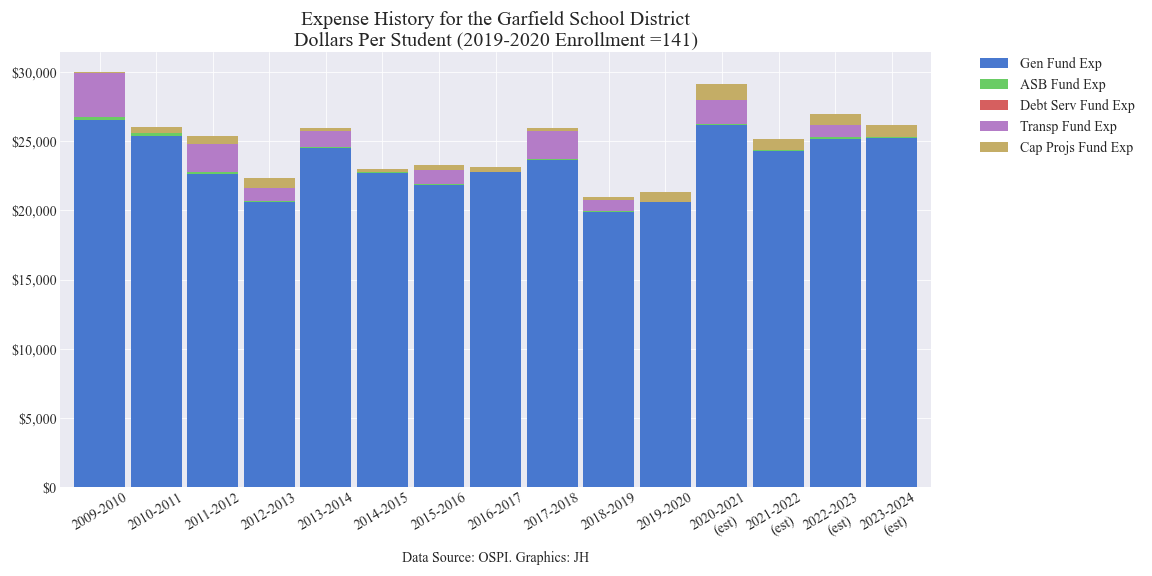 Expense History for the Garfield School District
Dollars Per Student (2019-2020 Enrollment =141)
$30,000
$25,000
$20,000
$15,000
$10,000
$5,000
$0
Gen Fund Exp
ASB Fund Exp
Debt Serv Fund Exp
Transp Fund Exp
Cap Projs Fund Exp
2009-2010
2010-2011
2011-2012
2012-2013
2013-2014
2014-2015
2015-2016
2016-2017
2017-2018
2018-2019
2019-2020
2020-2021
(est)
2021-2022
(est)
2022-2023
(est)
2023-2024
(est)
Data Source: OSPI. Graphics: JH